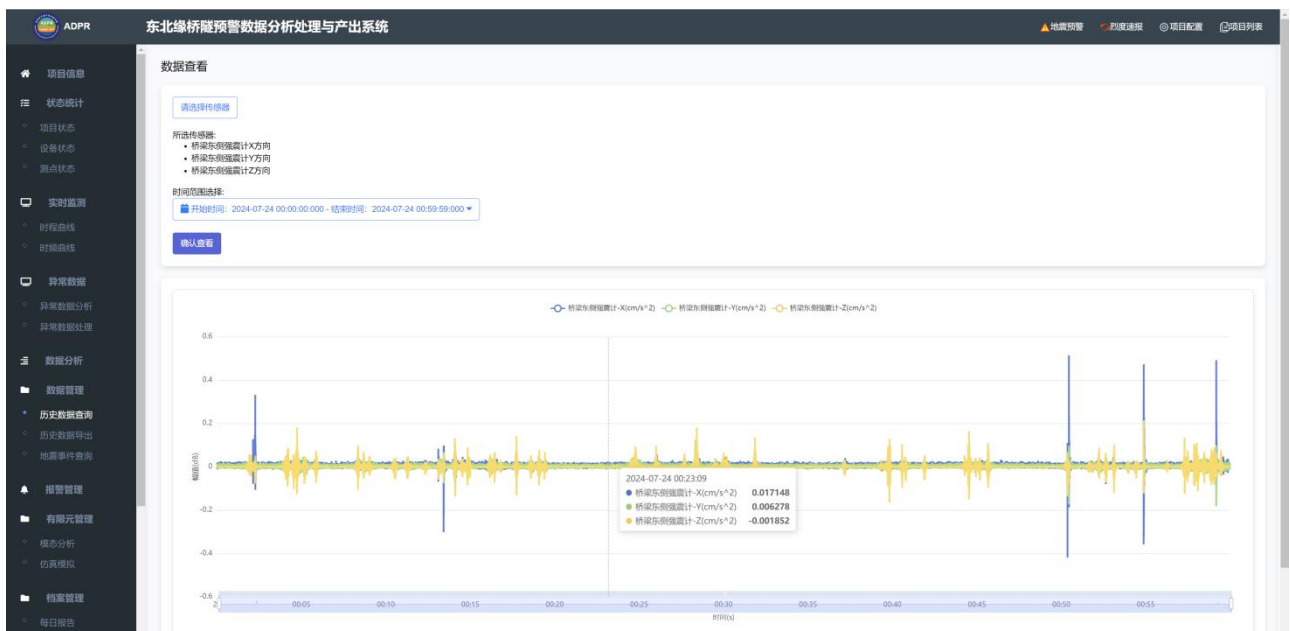 ADPR
东北缘桥隧预警数据分析处理与产出系统
地震预警 烈度速报 项目配置 项目列表
项目信息
状态统计
项目状态
设备状态
测点状态
实时监测
时程曲线
时频曲线
异常数据
异常数据分析
异常数据处理
数据分析
数据管理
历史数据查询
历史数据导出
地震事件查询
报警管理
有限元管理
模态分析
仿真模拟
档案管理
每日报告
数据查看
请选择传感器
所选传感器:
• 桥梁东侧强震计X方向
• 桥梁东侧强震计Y方向
• 桥梁东侧强震计Z方向
时间范围选择:
开始时间: 2024-07-24 00:00:00:000 - 结束时间: 2024-07-24 00:59:59:000
确认查看
桥梁东侧强震计-X(cm/s^2) 桥梁东侧强震计-Y(cm/s^2) 桥梁东侧强震计-Z(cm/s^2)
幅值(dB)
0.6
0.4
0.2
0
-0.2
-0.4
-0.6
2024-07-24 00:23:09
桥梁东侧强震计-X(cm/s^2) 0.017148
桥梁东侧强震计-Y(cm/s^2) 0.006278
桥梁东侧强震计-Z(cm/s^2) -0.001852
2 00:05 00:10 00:15 00:20 00:25 00:30 00:35 00:40 00:45 00:50 00:55
时间(s)